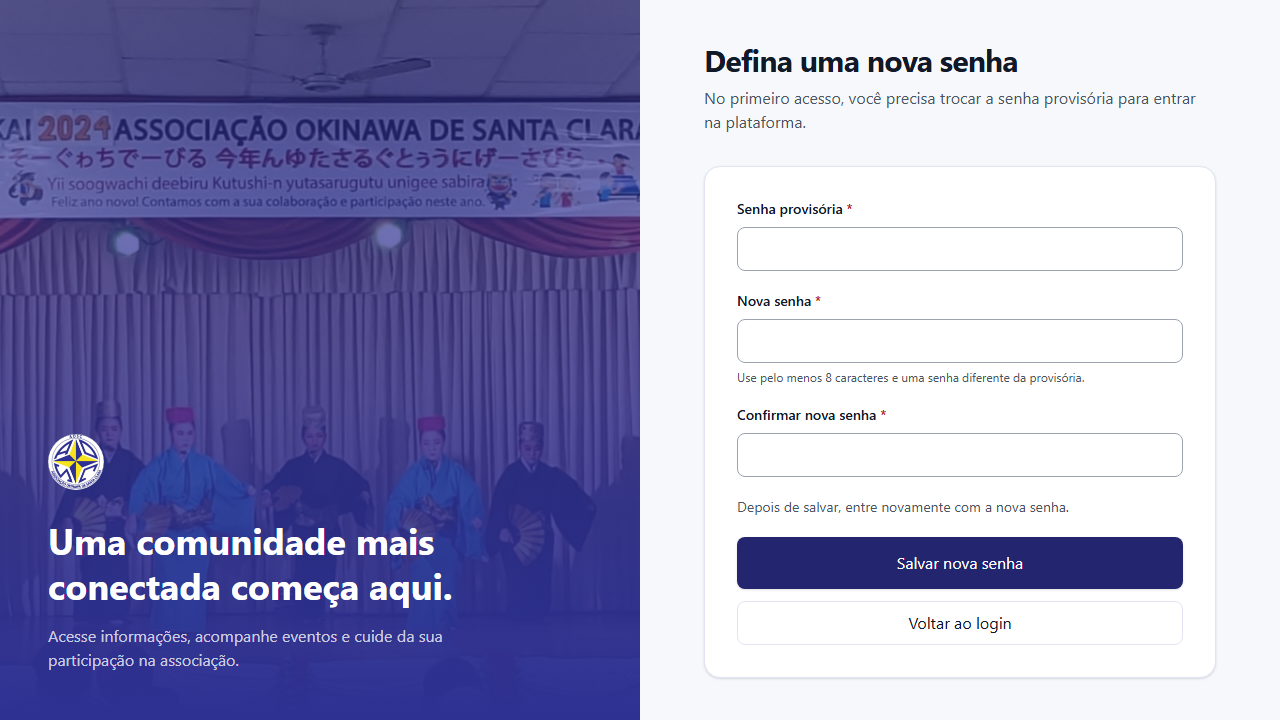 KAI 2024 ASSOCIAÇÃO OKINAWA DE SANTA CLARA
そーぐゎちでーびる 今年んゆたさるぐとぅうにげーさびら
Yii soogwachi deebiru Kutushi-n yutasarugutu unigee sabira
Feliz ano novo! Contamos com a sua colaboração e participação neste ano.
Uma comunidade mais
conectada começa aqui.
Acesse informações, acompanhe eventos e cuide da sua
participação na associação.
Defina uma nova senha
No primeiro acesso, você precisa trocar a senha provisória para entrar
na plataforma.
Senha provisória *
Nova senha *
Use pelo menos 8 caracteres e uma senha diferente da provisória.
Confirmar nova senha *
Depois de salvar, entre novamente com a nova senha.
Salvar nova senha
Voltar ao login